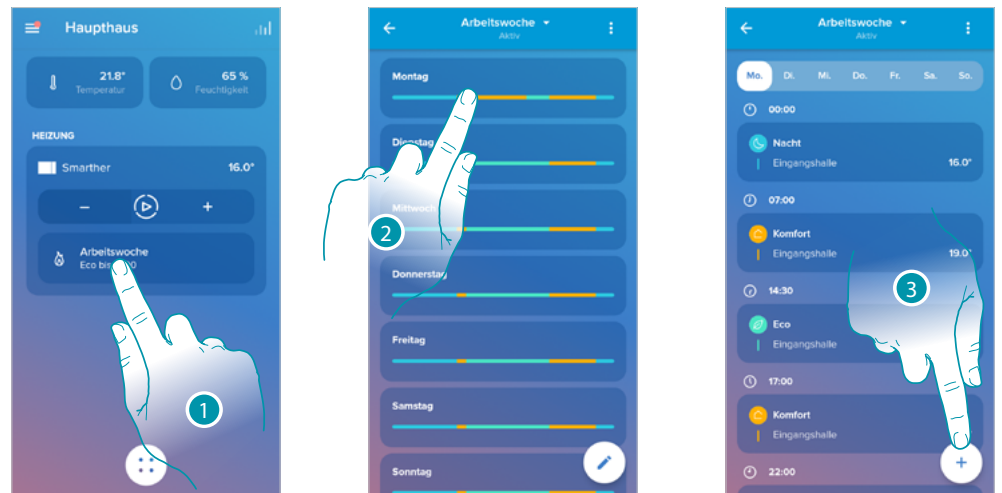 Haupthaus
21.8°
Temperatur
65 %
Feuchtigkeit
HEIZUNG
Smarther
16.0°
− +
Arbeitswoche
Eco bis
1
Arbeitswoche
Aktiv
Montag
Dienstag
Mittwoch
Donnerstag
Freitag
Samstag
Sonntag
2
Arbeitswoche
Aktiv
Mo. Di. Mi. Do. Fr. Sa. So.
00:00
Nacht
Eingangshalle
16.0°
07:00
Komfort
Eingangshalle
19.0°
14:30
Eco
Eingangshalle
17:00
Komfort
Eingangshalle
22:00
3
+